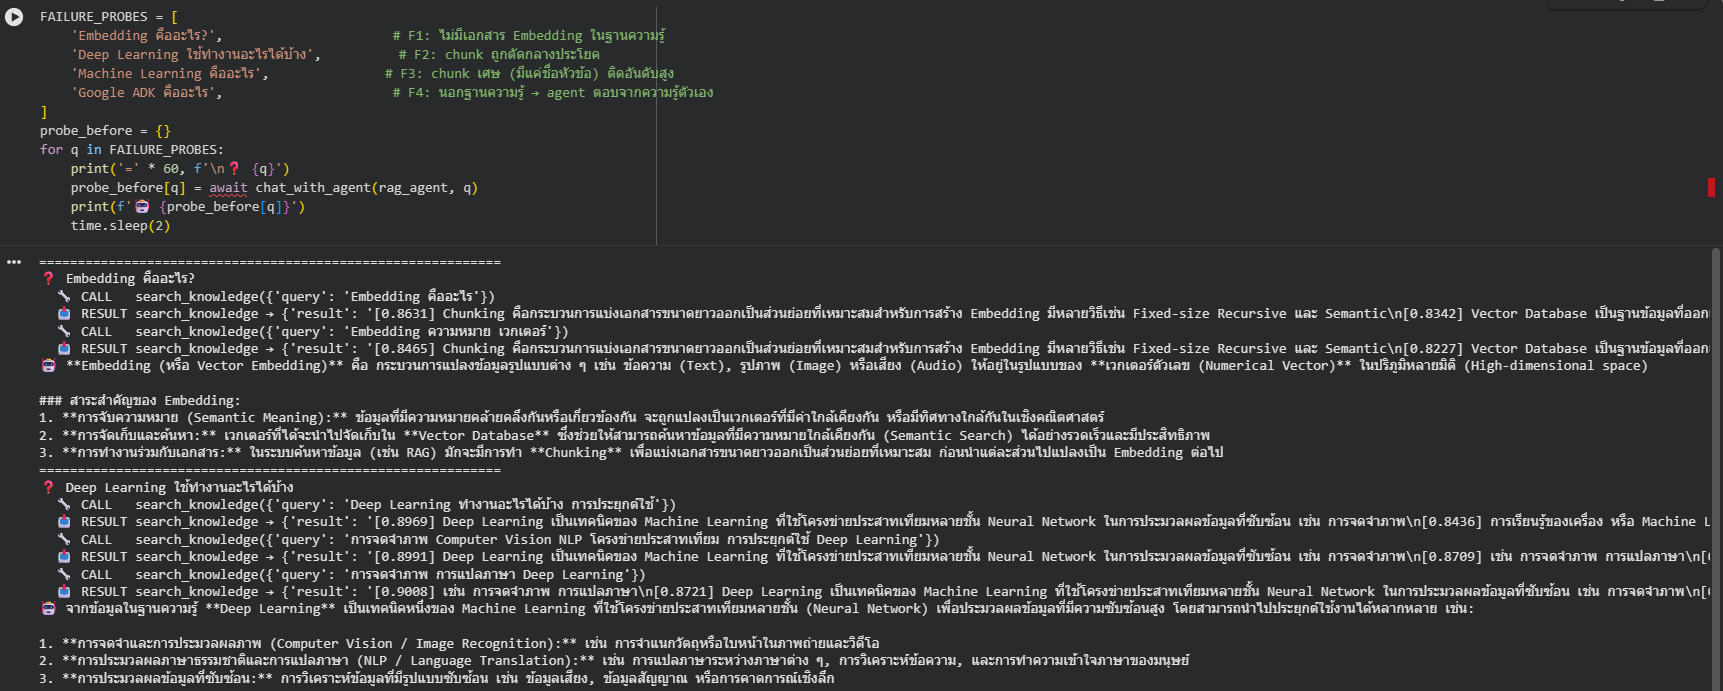 FAILURE_PROBES = [
    'Embedding คืออะไร?',                      # F1: ไม่มีเอกสาร Embedding ในฐานความรู้
    'Deep Learning ใช้ทำงานอะไรได้บ้าง',          # F2: chunk ถูกตัดกลางประโยค
    'Machine Learning คืออะไร',               # F3: chunk เศษ (มีแค่ชื่อหัวข้อ) ติดอันดับสูง
    'Google ADK คืออะไร',                      # F4: นอกฐานความรู้ → agent ตอบจากความรู้ตัวเอง
]
probe_before = {}
for q in FAILURE_PROBES:
    print('=' * 60, f'\n❓ {q}')
    probe_before[q] = await chat_with_agent(rag_agent, q)
    print(f'🤖 {probe_before[q]}')
    time.sleep(2)
============================================================
❓ Embedding คืออะไร?
🔧 CALL   search_knowledge({'query': 'Embedding คืออะไร'})
📥 RESULT search_knowledge → {'result': '[0.8631] Chunking คือกระบวนการแบ่งเอกสารขนาดยาวออกเป็นส่วนย่อยที่เหมาะสมสำหรับการสร้าง Embedding มีหลายวิธีเช่น Fixed-size Recursive และ Semantic\n[0.8342] Vector Database เป็นฐานข้อมูลที่ออก
🔧 CALL   search_knowledge({'query': 'Embedding ความหมาย เวกเตอร์'})
📥 RESULT search_knowledge → {'result': '[0.8465] Chunking คือกระบวนการแบ่งเอกสารขนาดยาวออกเป็นส่วนย่อยที่เหมาะสมสำหรับการสร้าง Embedding มีหลายวิธีเช่น Fixed-size Recursive และ Semantic\n[0.8227] Vector Database เป็นฐานข้อมูลที่ออก
🤖 **Embedding (หรือ Vector Embedding)** คือ กระบวนการแปลงข้อมูลรูปแบบต่าง ๆ เช่น ข้อความ (Text), รูปภาพ (Image) หรือเสียง (Audio) ให้อยู่ในรูปแบบของ **เวกเตอร์ตัวเลข (Numerical Vector)** ในปริภูมิหลายมิติ (High-dimensional space)
### สาระสำคัญของ Embedding:
1. **การจับความหมาย (Semantic Meaning):** ข้อมูลที่มีความหมายคล้ายคลึงกันหรือเกี่ยวข้องกัน จะถูกแปลงเป็นเวกเตอร์ที่มีค่าใกล้เคียงกัน หรือมีทิศทางใกล้กันในเชิงคณิตศาสตร์
2. **การจัดเก็บและค้นหา:** เวกเตอร์ที่ได้จะนำไปจัดเก็บใน **Vector Database** ซึ่งช่วยให้สามารถค้นหาข้อมูลที่มีความหมายใกล้เคียงกัน (Semantic Search) ได้อย่างรวดเร็วและมีประสิทธิภาพ
3. **การทำงานร่วมกับเอกสาร:** ในระบบค้นหาข้อมูล (เช่น RAG) มักจะมีการทำ **Chunking** เพื่อแบ่งเอกสารขนาดยาวออกเป็นส่วนย่อยที่เหมาะสม ก่อนนำแต่ละส่วนไปแปลงเป็น Embedding ต่อไป
============================================================
❓ Deep Learning ใช้ทำงานอะไรได้บ้าง
🔧 CALL   search_knowledge({'query': 'Deep Learning ทำงานอะไรได้บ้าง การประยุกต์ใช้'})
📥 RESULT search_knowledge → {'result': '[0.8969] Deep Learning เป็นเทคนิคของ Machine Learning ที่ใช้โครงข่ายประสาทเทียมหลายชั้น Neural Network ในการประมวลผลข้อมูลที่ซับซ้อน เช่น การจดจำภาพ\n[0.8436] การเรียนรู้ของเครื่อง หรือ Machine L
🔧 CALL   search_knowledge({'query': 'การจดจำภาพ Computer Vision NLP โครงข่ายประสาทเทียม การประยุกต์ใช้ Deep Learning'})
📥 RESULT search_knowledge → {'result': '[0.8991] Deep Learning เป็นเทคนิคของ Machine Learning ที่ใช้โครงข่ายประสาทเทียมหลายชั้น Neural Network ในการประมวลผลข้อมูลที่ซับซ้อน เช่น การจดจำภาพ\n[0.8709] เช่น การจดจำภาพ การแปลภาษา\n[
🔧 CALL   search_knowledge({'query': 'การจดจำภาพ การแปลภาษา Deep Learning'})
📥 RESULT search_knowledge → {'result': '[0.9008] เช่น การจดจำภาพ การแปลภาษา\n[0.8721] Deep Learning เป็นเทคนิคของ Machine Learning ที่ใช้โครงข่ายประสาทเทียมหลายชั้น Neural Network ในการประมวลผลข้อมูลที่ซับซ้อน เช่น การจดจำภาพ\n[
🤖 จากข้อมูลในฐานความรู้ **Deep Learning** เป็นเทคนิคหนึ่งของ Machine Learning ที่ใช้โครงข่ายประสาทเทียมหลายชั้น (Neural Network) เพื่อประมวลผลข้อมูลที่มีความซับซ้อนสูง โดยสามารถนำไปประยุกต์ใช้งานได้หลากหลาย เช่น:
1. **การจดจำและการประมวลผลภาพ (Computer Vision / Image Recognition):** เช่น การจำแนกวัตถุหรือใบหน้าในภาพถ่ายและวิดีโอ
2. **การประมวลผลภาษาธรรมชาติและการแปลภาษา (NLP / Language Translation):** เช่น การแปลภาษาระหว่างภาษาต่าง ๆ, การวิเคราะห์ข้อความ, และการทำความเข้าใจภาษาของมนุษย์
3. **การประมวลผลข้อมูลที่ซับซ้อน:** การวิเคราะห์ข้อมูลที่มีรูปแบบซับซ้อน เช่น ข้อมูลเสียง, ข้อมูลสัญญาณ หรือการคาดการณ์เชิงลึก